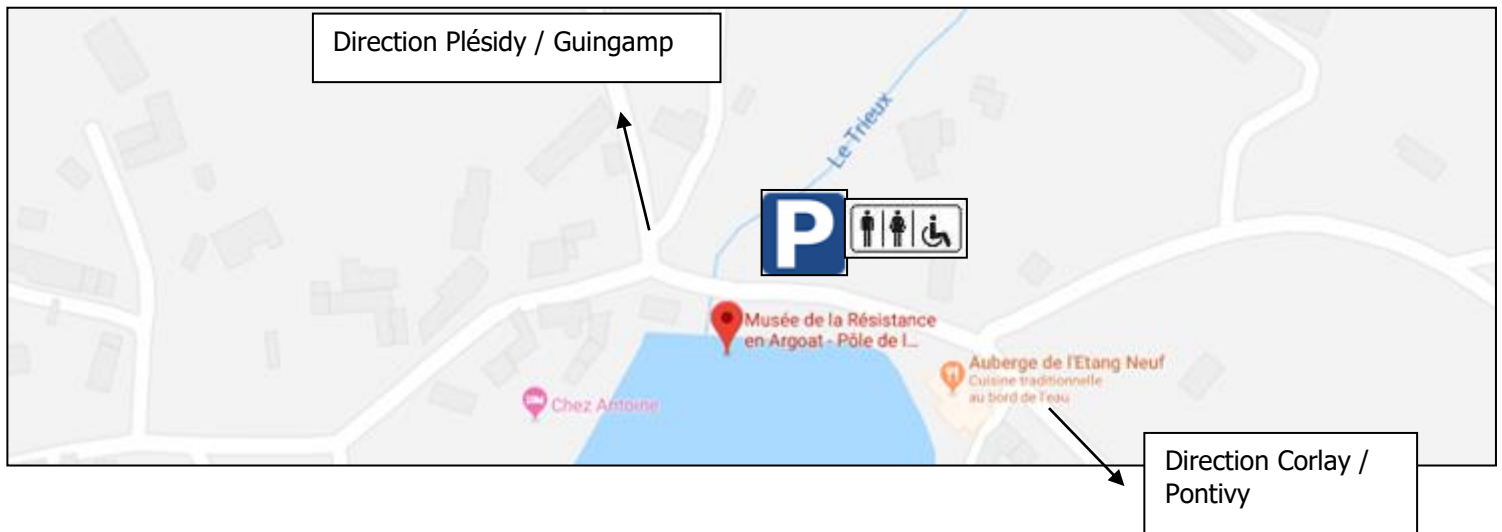 Direction Plésidy / Guingamp
Le Trieux
P
Musée de la Résistance
en Argoat - Pôle de l...
Auberge de l'Etang Neuf
Cuisine traditionnelle
au bord de l'eau
Chez Antoine
Direction Corlay /
Pontivy